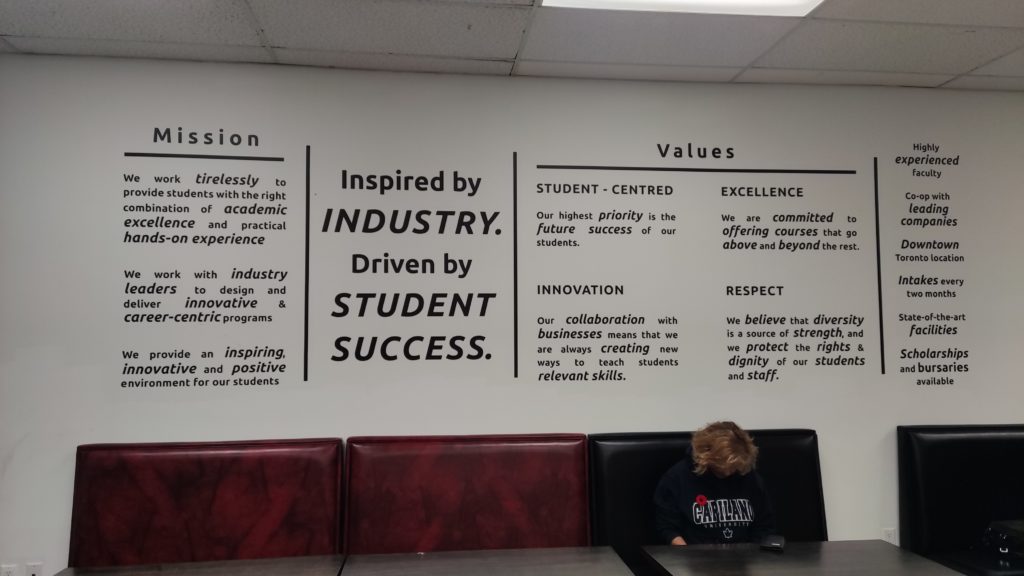 Mission
We work tirelessly to
provide students with the right
combination of academic
excellence and practical
hands-on experience
We work with industry
leaders to design and
deliver innovative &
career-centric programs
We provide an inspiring,
innovative and positive
environment for our students
Inspired by
INDUSTRY.
Driven by
STUDENT
SUCCESS.
Values
STUDENT - CENTRED
Our highest priority is the
future success of our
students.
EXCELLENCE
We are committed to
offering courses that go
above and beyond the rest.
INNOVATION
Our collaboration with
businesses means that we
are always creating new
ways to teach students
relevant skills.
RESPECT
We believe that diversity
is a source of strength, and
we protect the rights &
dignity of our students
and staff.
Highly
experienced
faculty
Co-op with
leading
companies
Downtown
Toronto location
Intakes every
two months
State-of-the-art
facilities
Scholarships
and bursaries
available
CAPILANO
UNIVERSITY